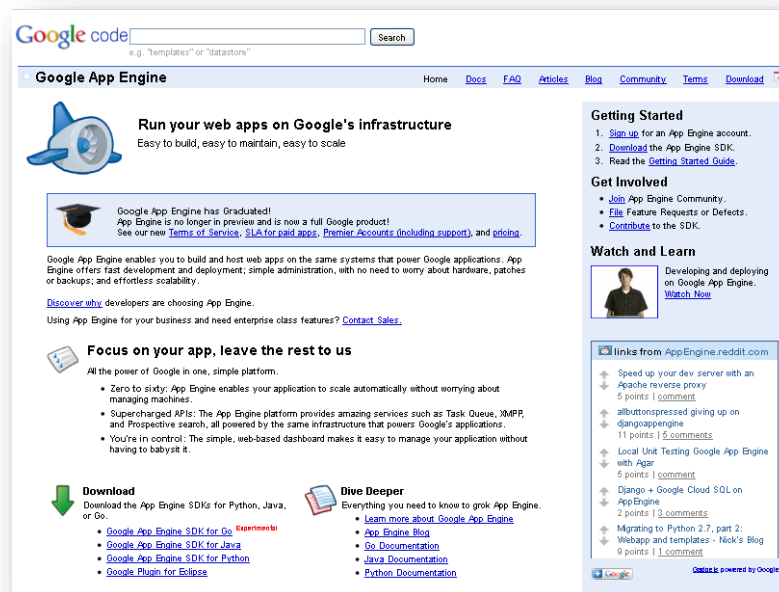 Google code
Search
e.g. "templates" or "datastore"
Google App Engine
Home Docs FAQ Articles Blog Community Terms Download
Run your web apps on Google's infrastructure
Easy to build, easy to maintain, easy to scale
Google App Engine has Graduated!
App Engine is no longer in preview and is now a full Google product!
See our new Terms of Service, SLA for paid apps, Premier Accounts (including support), and pricing.
Google App Engine enables you to build and host web apps on the same systems that power Google applications. App
Engine offers fast development and deployment; simple administration, with no need to worry about hardware, patches
or backups; and effortless scalability.
Discover why developers are choosing App Engine.
Using App Engine for your business and need enterprise class features? Contact Sales.
Focus on your app, leave the rest to us
All the power of Google in one, simple platform.
• Zero to sixty: App Engine enables your application to scale automatically without worrying about
managing machines.
• Supercharged APIs: The App Engine platform provides amazing services such as Task Queue, XMPP,
and Prospective search, all powered by the same infrastructure that powers Google's applications.
• You're in control: The simple, web-based dashboard makes it easy to manage your application without
having to babysit it.
Download
Download the App Engine SDKs for Python, Java,
or Go.
• Google App Engine SDK for Go Experimental
• Google App Engine SDK for Java
• Google App Engine SDK for Python
• Google Plugin for Eclipse
Dive Deeper
Everything you need to know to grok App Engine.
• Learn more about Google App Engine
• App Engine Blog
• Go Documentation
• Java Documentation
• Python Documentation
Getting Started
1. Sign up for an App Engine account.
2. Download the App Engine SDK.
3. Read the Getting Started Guide.
Get Involved
• Join App Engine Community.
• File Feature Requests or Defects.
• Contribute to the SDK.
Watch and Learn
Developing and deploying
on Google App Engine.
Watch Now
links from AppEngine.reddit.com
Speed up your dev server with an
Apache reverse proxy
5 points | comment
allbuttonspressed giving up on
djangoappengine
11 points | 5 comments
Local Unit Testing Google App Engine
with Agar
5 points | comment
Django + Google Cloud SQL on
AppEngine
2 points | 3 comments
Migrating to Python 2.7, part 2:
Webapp and templates - Nick's Blog
9 points | 1 comment
Google
Gadgets powered by Google